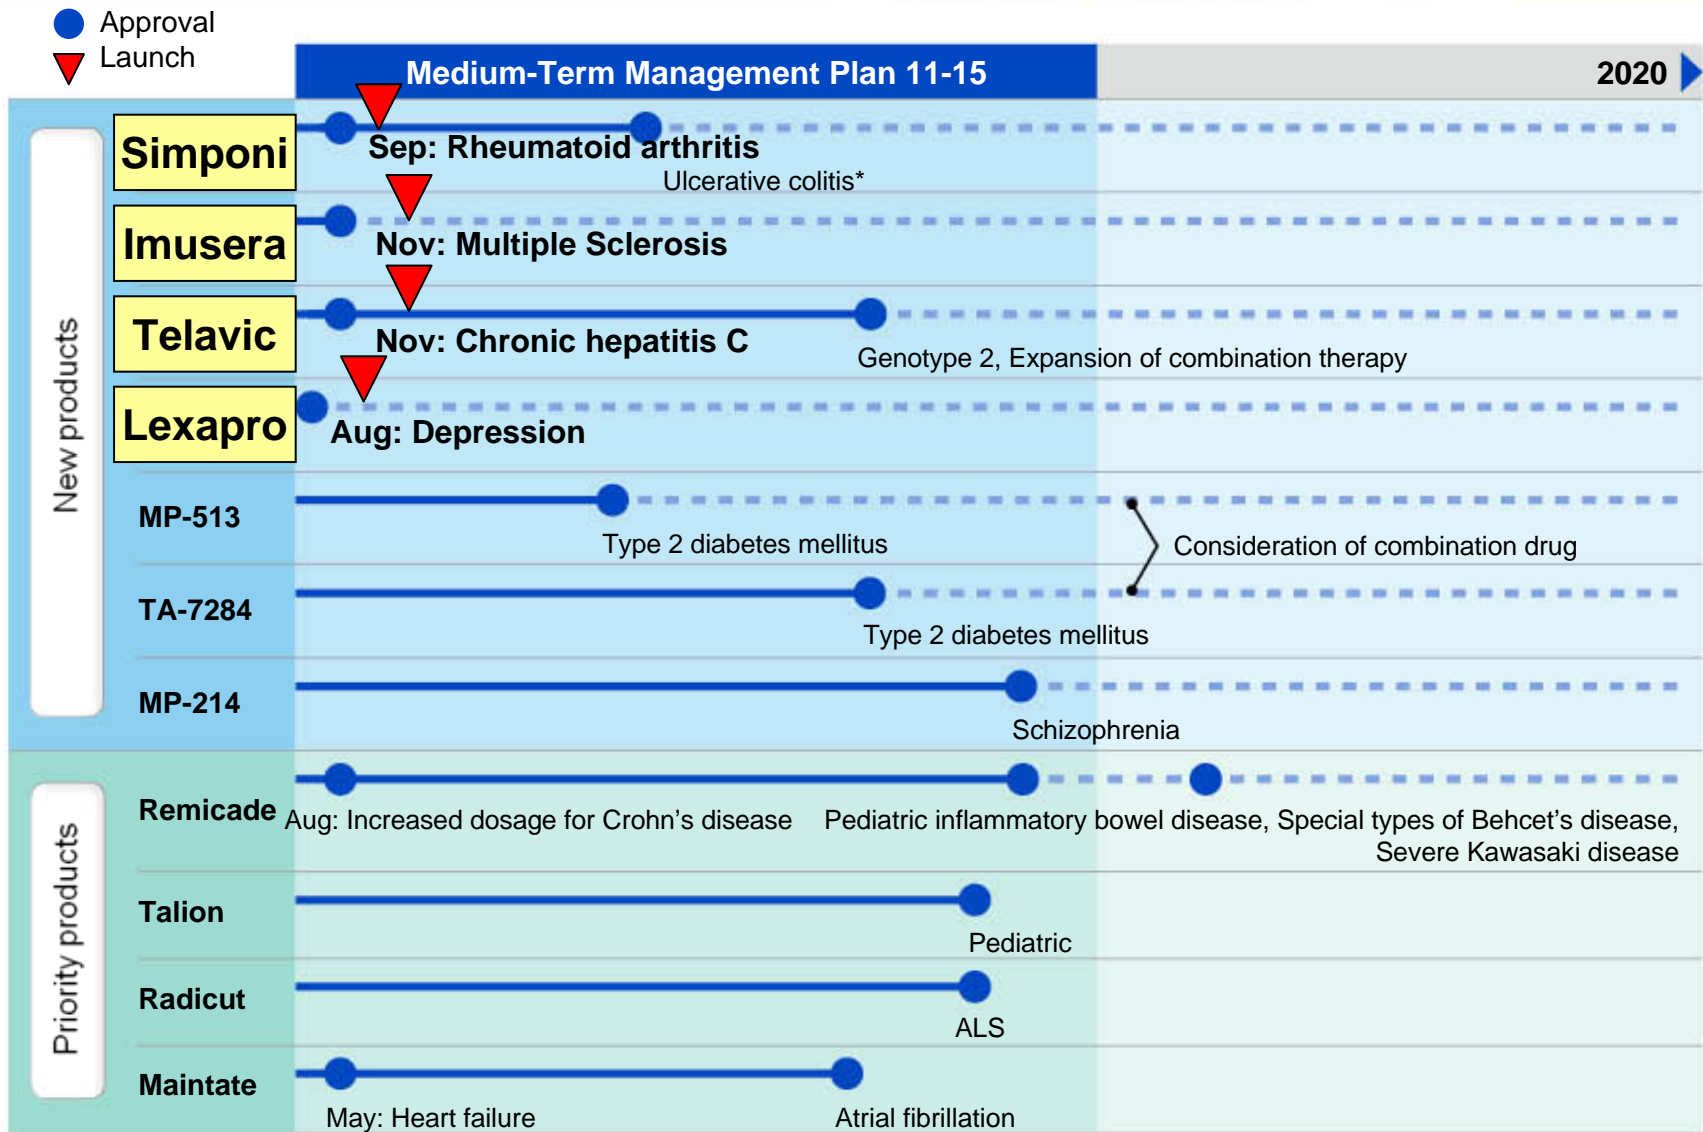 Approval
Launch
Medium-Term Management Plan 11-15
2020
New products
Simponi
Sep: Rheumatoid arthritis
Ulcerative colitis*
Imusera
Nov: Multiple Sclerosis
Telavic
Nov: Chronic hepatitis C
Genotype 2, Expansion of combination therapy
Lexapro
Aug: Depression
MP-513
Type 2 diabetes mellitus
Consideration of combination drug
TA-7284
Type 2 diabetes mellitus
MP-214
Schizophrenia
Priority products
Remicade
Aug: Increased dosage for Crohn's disease
Pediatric inflammatory bowel disease, Special types of Behcet's disease,
Severe Kawasaki disease
Talion
Pediatric
Radicut
ALS
Maintate
May: Heart failure
Atrial fibrillation